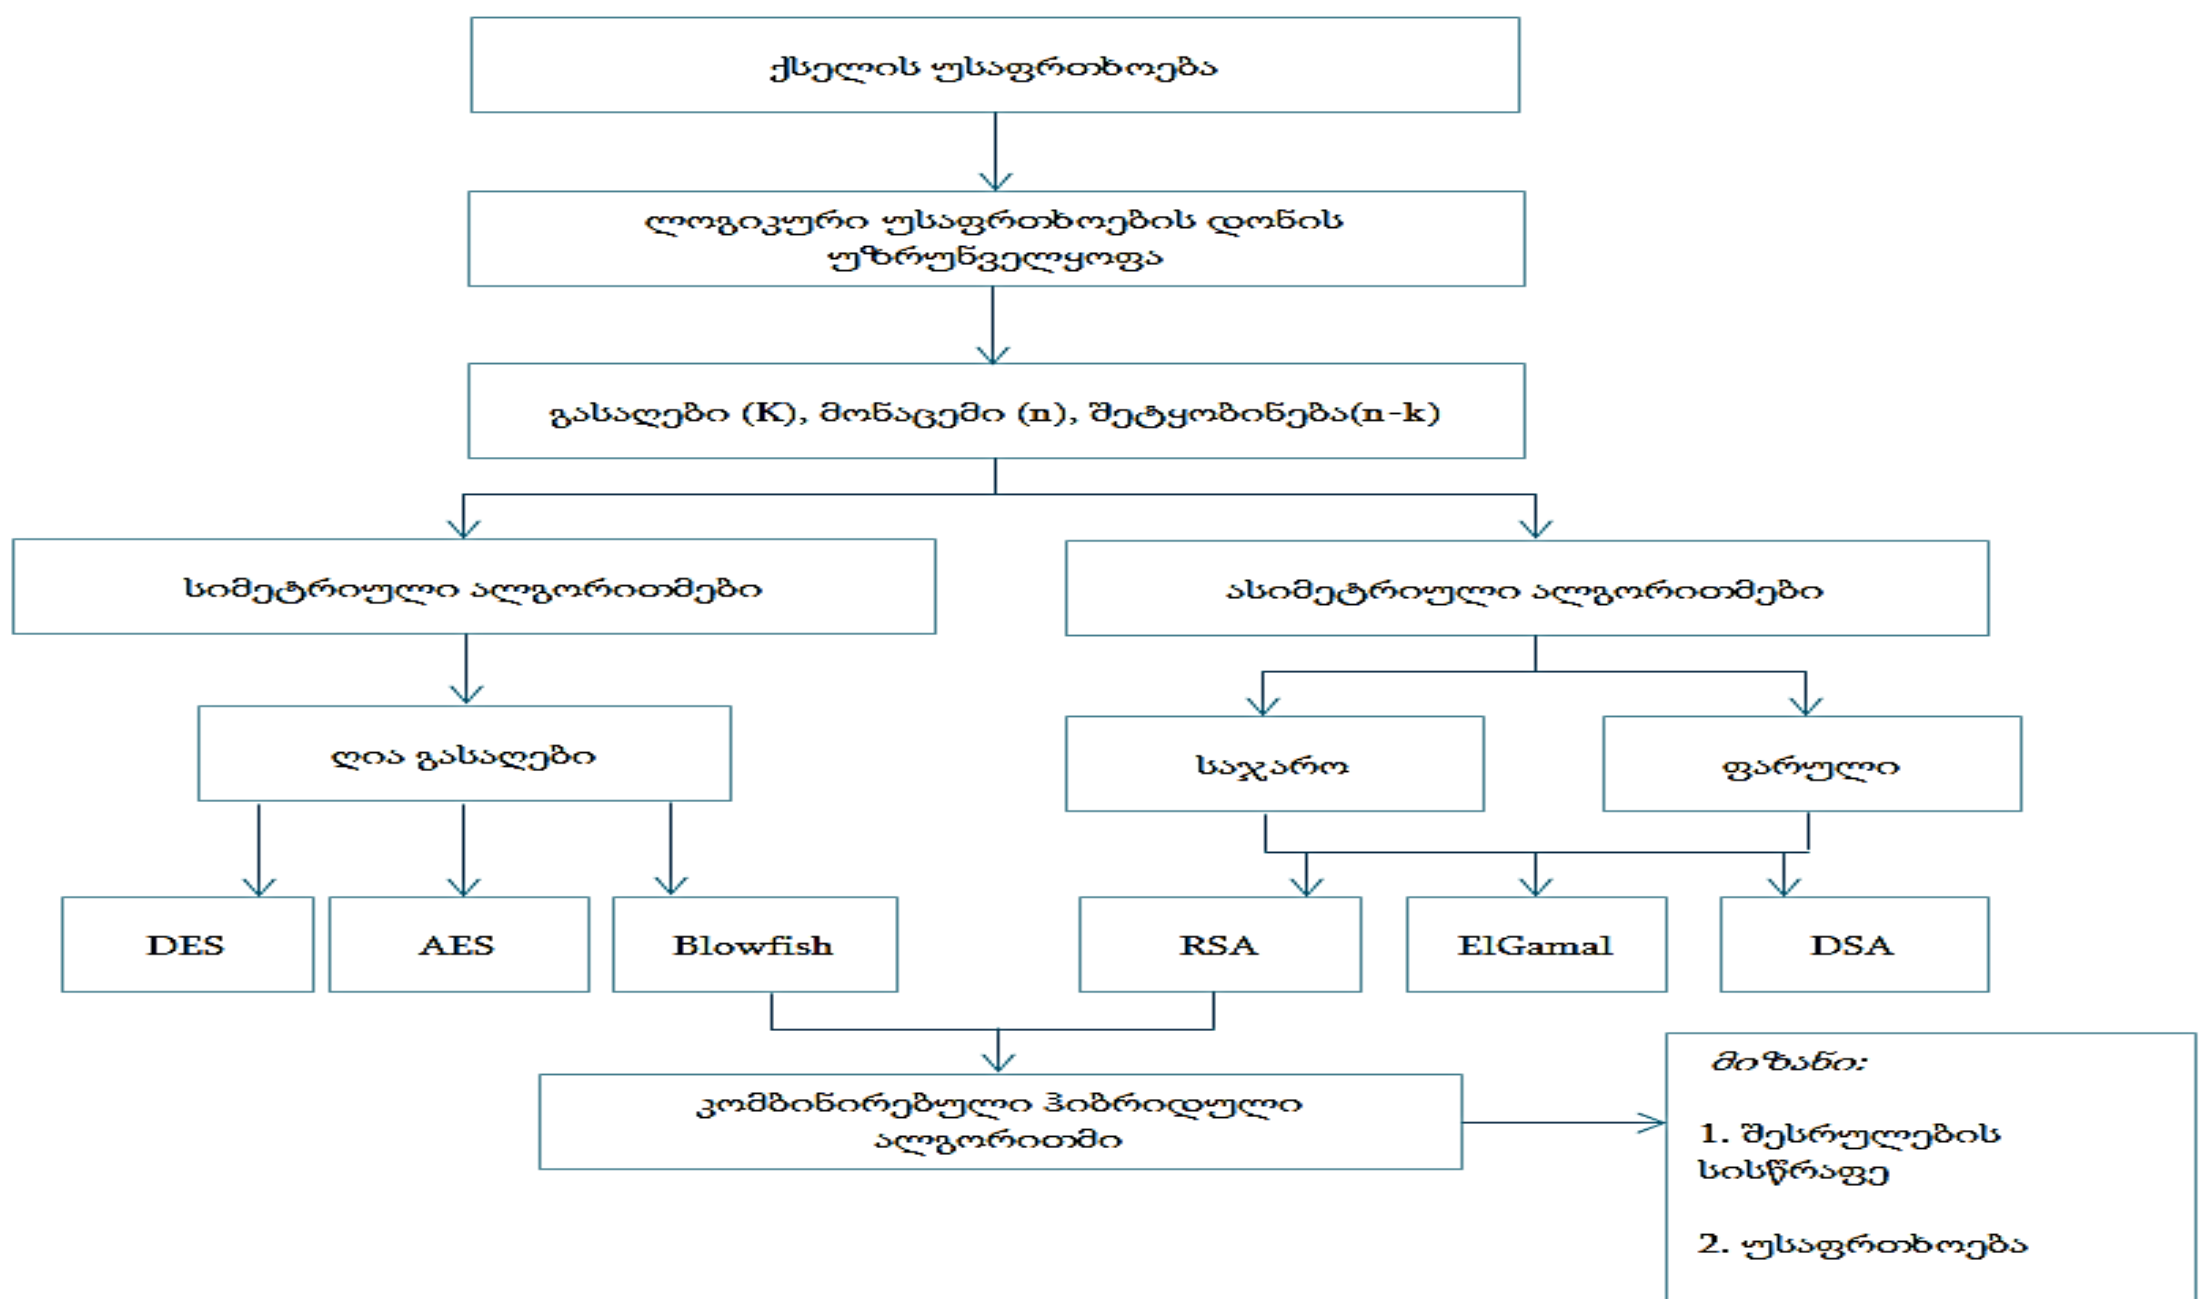 ქსელის უსაფრთხოება
ლოგიკური უსაფრთხოების დონის
უზრუნველყოფა
გასაღები (K), მონაცემი (n), შეტყობინება(n-k)
სიმეტრიული ალგორითმები
ასიმეტრიული ალგორითმები
ღია გასაღები
საჯარო
ფარული
DES
AES
Blowfish
RSA
ElGamal
DSA
კომბინირებული ჰიბრიდული
ალგორითმი
მიზანი:
1. შესრულების
სისწრაფე
2. უსაფრთხოება